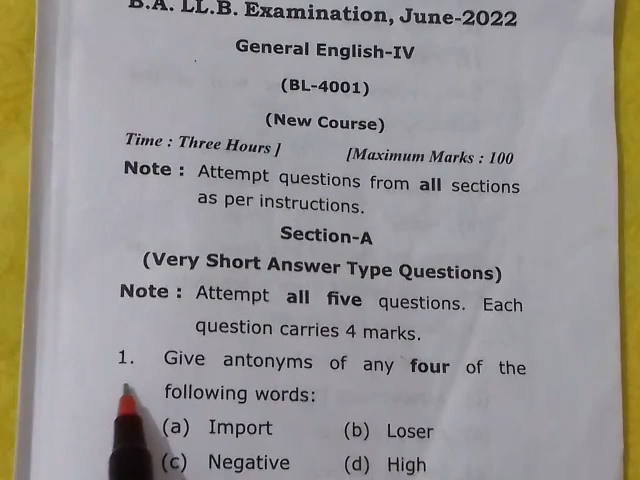 B.A. LL.B. Examination, June-2022
General English-IV
(BL-4001)
(New Course)
Time : Three Hours ] [Maximum Marks : 100
Note : Attempt questions from all sections
as per instructions.
Section-A
(Very Short Answer Type Questions)
Note : Attempt all five questions. Each
question carries 4 marks.
1. Give antonyms of any four of the
following words:
(a) Import (b) Loser
(c) Negative (d) High